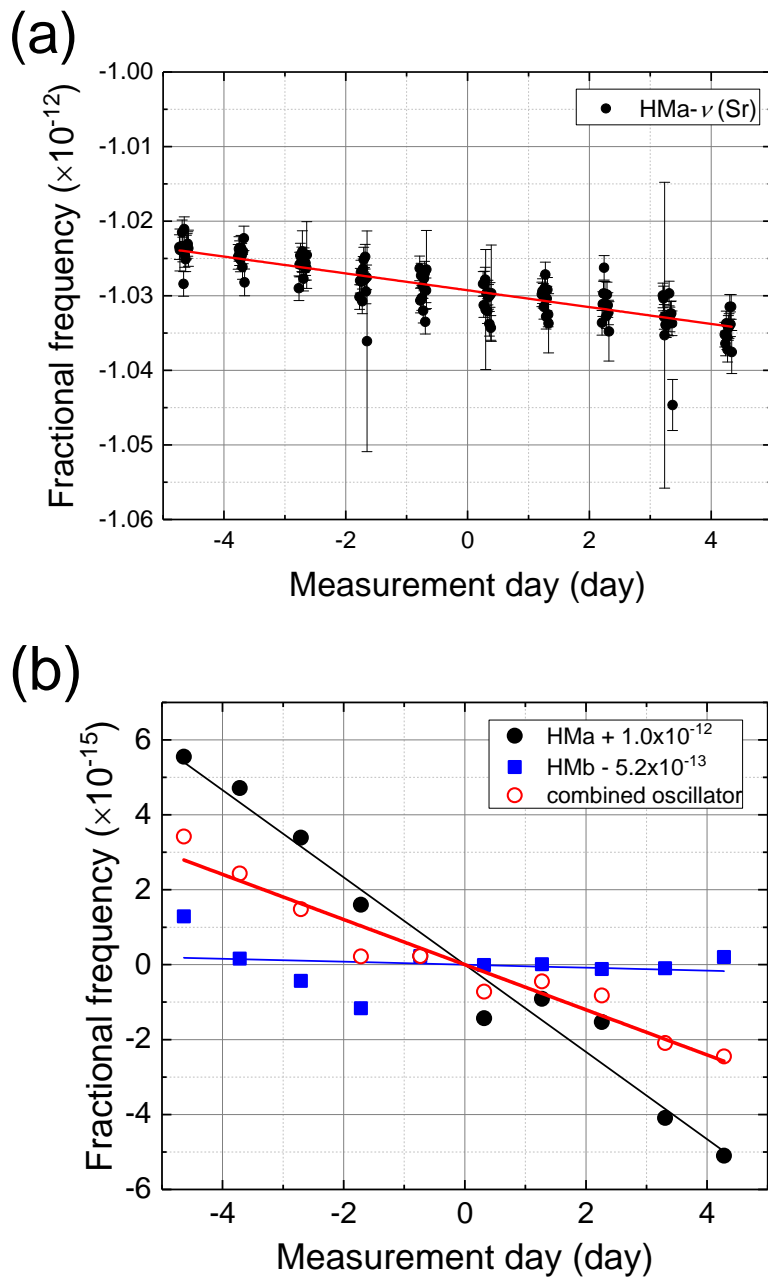 (a)
-1.00
-1.01
-1.02
-1.03
-1.04
-1.05
-1.06
Fractional frequency (×10⁻¹²)
HMa- ν (Sr)
-4 -2 0 2 4
Measurement day (day)
(b)
6
4
2
0
-2
-4
-6
Fractional frequency (×10⁻¹⁵)
HMa + 1.0x10⁻¹²
HMb - 5.2x10⁻¹³
combined oscillator
-4 -2 0 2 4
Measurement day (day)